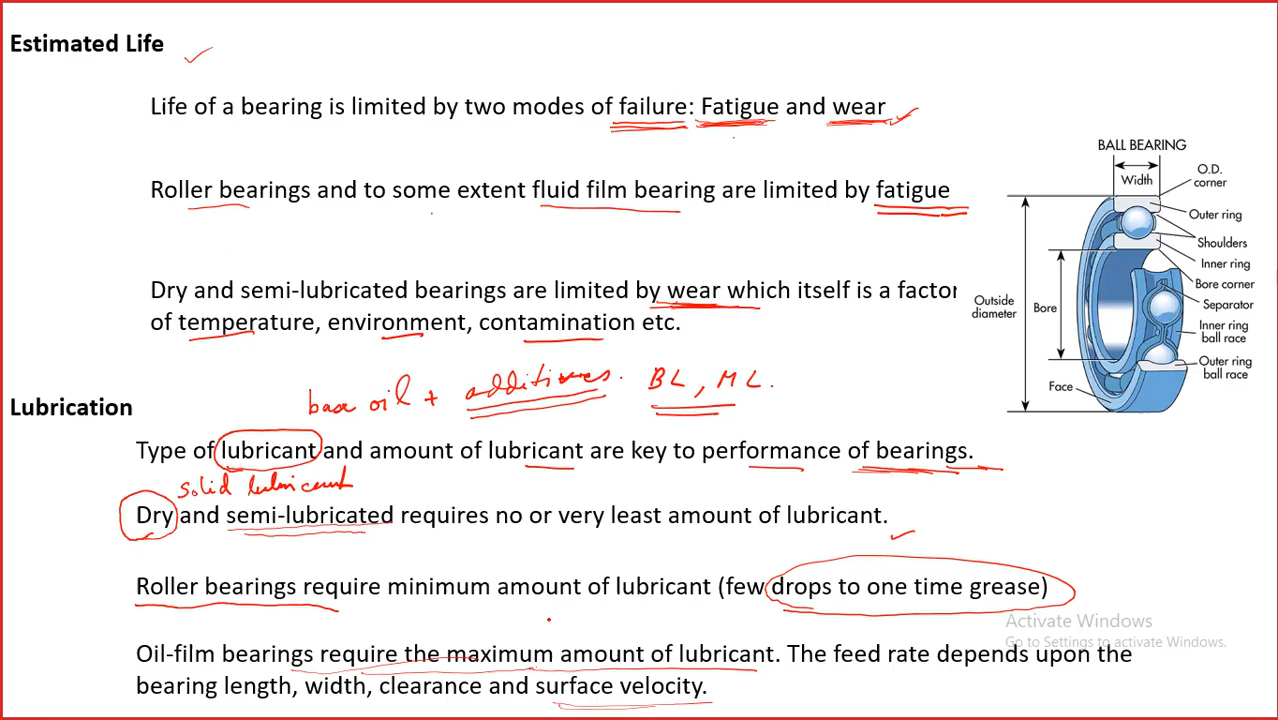 Estimated Life
Life of a bearing is limited by two modes of failure: Fatigue and wear
Roller bearings and to some extent fluid film bearing are limited by fatigue
Dry and semi-lubricated bearings are limited by wear which itself is a factor
of temperature, environment, contamination etc.
BALL BEARING
Width
O.D.
corner
Outer ring
Shoulders
Inner ring
Bore corner
Separator
Inner ring
ball race
Outer ring
ball race
Outside
diameter
Bore
Face
base oil + additives. BL, ML.
Lubrication
Type of lubricant and amount of lubricant are key to performance of bearings.
solid lubricant
Dry and semi-lubricated requires no or very least amount of lubricant.
Roller bearings require minimum amount of lubricant (few drops to one time grease)
Activate Windows
Go to Settings to activate Windows.
Oil-film bearings require the maximum amount of lubricant. The feed rate depends upon the
bearing length, width, clearance and surface velocity.